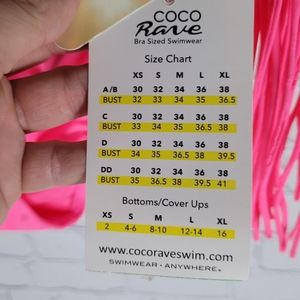 COCO
Rave
Bra Sized Swimwear
Size Chart
XS S M L XL
A/B 30 32 34 36 38
BUST 32 33 34 35 36.5
C 30 32 34 36 38
BUST 33 34 35 36.5 38.5
D 30 32 34 36 38
BUST 34 35 36.5 38 39.5
DD 30 32 34 36 38
BUST 35 36.5 38 39.5 41
Bottoms/Cover Ups
XS S M L XL
2 4-6 8-10 12-14 16
www.cocoraveswim.com
SWIMWEAR • ANYWHERE®